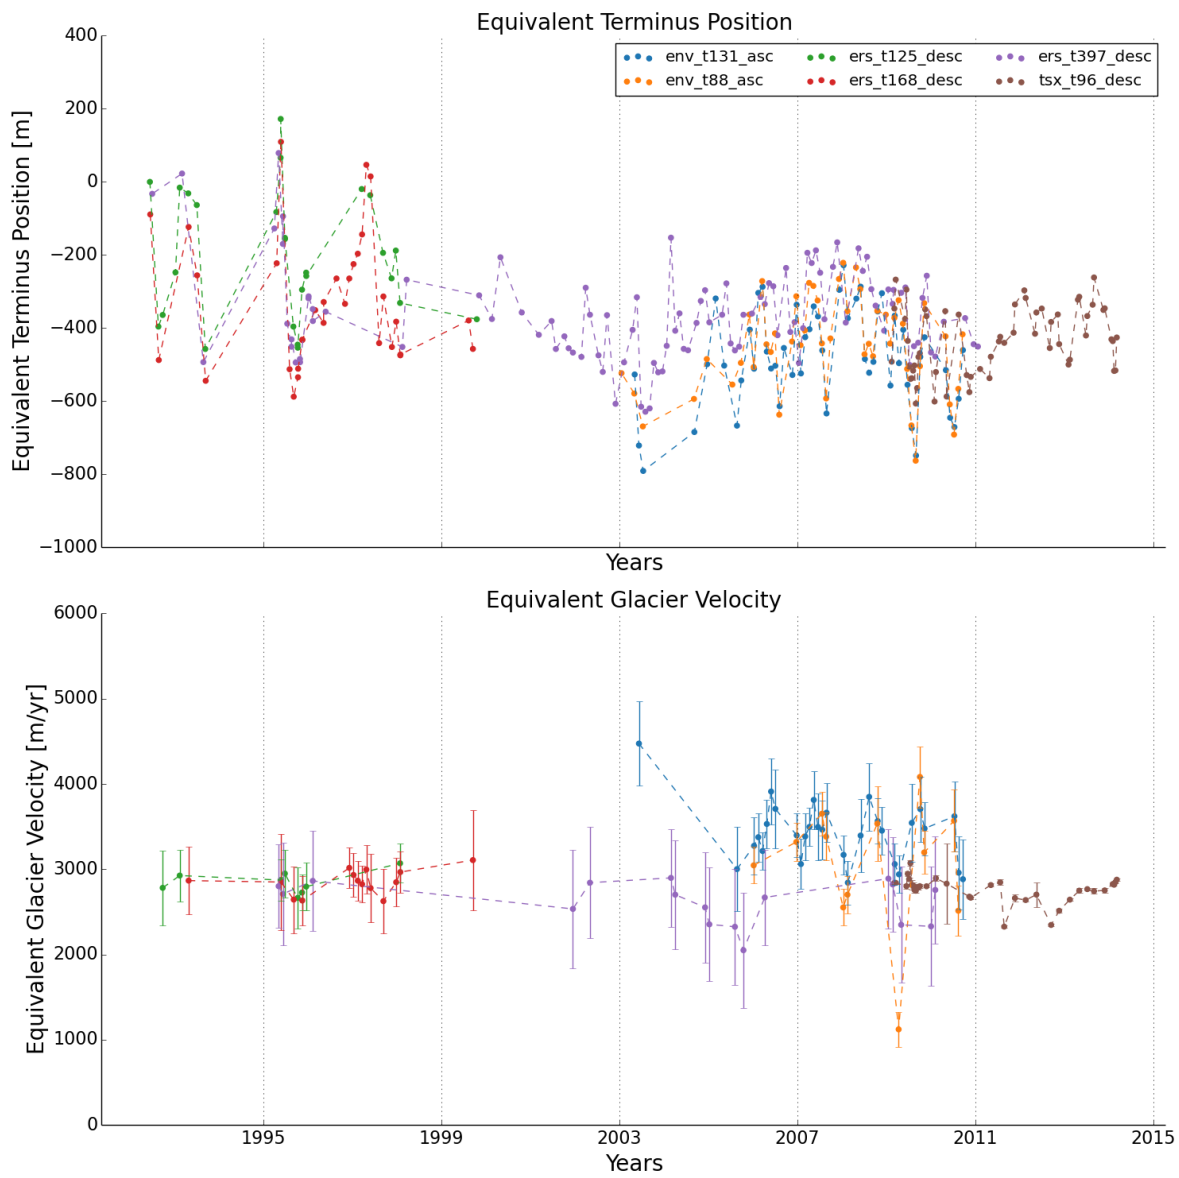 Equivalent Terminus Position
400
200
0
−200
−400
−600
−800
−1000
Equivalent Terminus Position [m]
env_t131_asc ers_t125_desc ers_t397_desc
env_t88_asc ers_t168_desc tsx_t96_desc
Years
Equivalent Glacier Velocity
6000
5000
4000
3000
2000
1000
0
Equivalent Glacier Velocity [m/yr]
1995 1999 2003 2007 2011 2015
Years